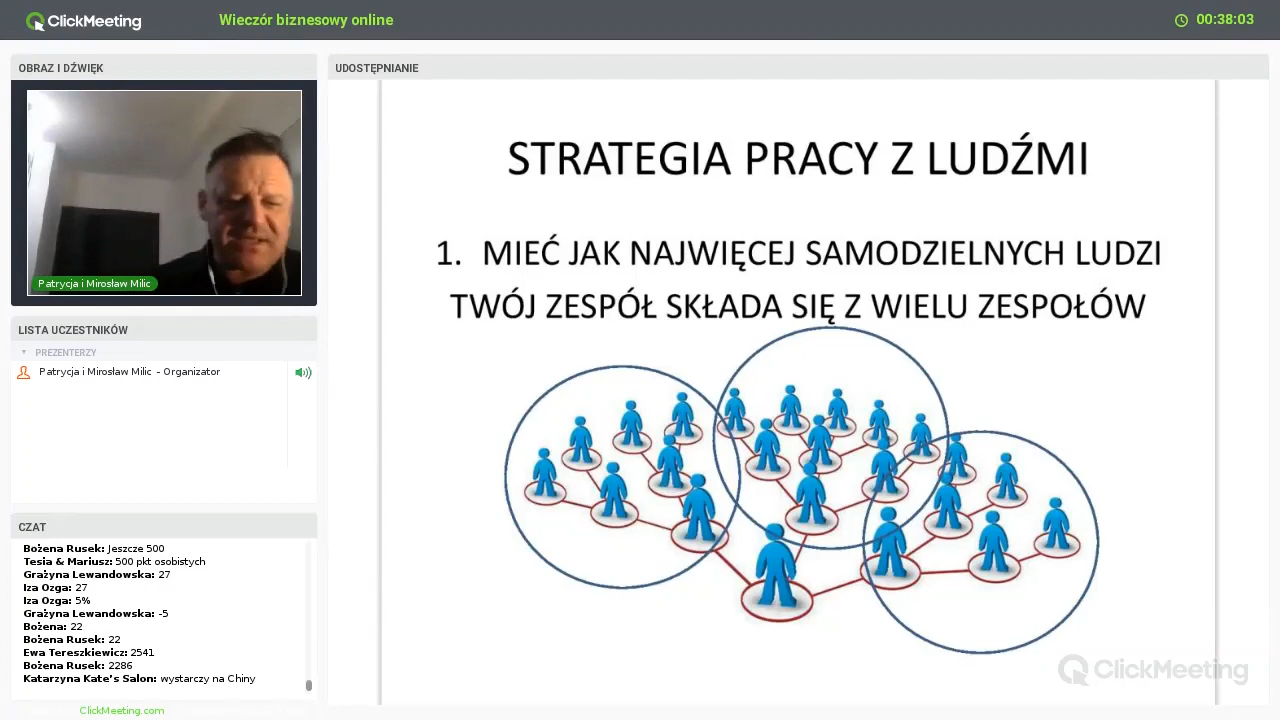 ClickMeeting
Wieczór biznesowy online
00:38:03
OBRAZ I DŹWIĘK
Patrycja i Mirosław Milic
LISTA UCZESTNIKÓW
PREZENTERZY
Patrycja i Mirosław Milic - Organizator
CZAT
Bożena Rusek: Jeszcze 500
Tesia & Mariusz: 500 pkt osobistych
Grażyna Lewandowska: 27
Iza Ozga: 27
Iza Ozga: 5%
Grażyna Lewandowska: -5
Bożena: 22
Bożena Rusek: 22
Ewa Tereszkiewicz: 2541
Bożena Rusek: 2286
Katarzyna Kate's Salon: wystarczy na Chiny
ClickMeeting.com
UDOSTĘPNIANIE
STRATEGIA PRACY Z LUDŹMI
1. MIEĆ JAK NAJWIĘCEJ SAMODZIELNYCH LUDZI
TWÓJ ZESPÓŁ SKŁADA SIĘ Z WIELU ZESPOŁÓW
ClickMeeting